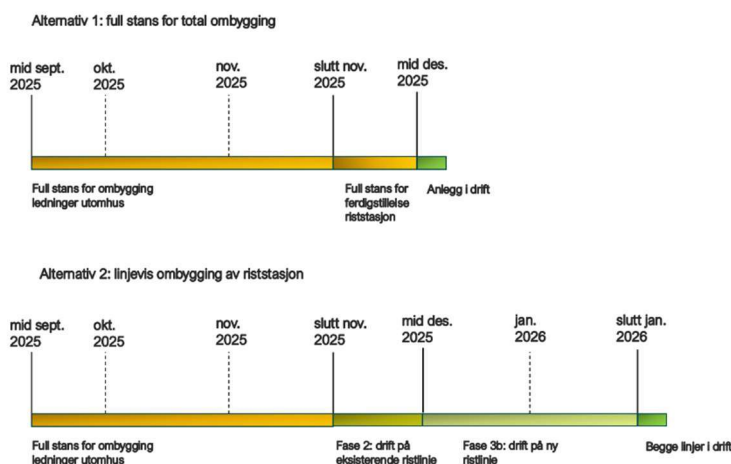 Alternativ 1: full stans for total ombygging
mid sept. okt. nov. slutt nov. mid des.
2025 2025 2025 2025 2025
Full stans for ombygging Full stans for Anlegg i drift
ledninger utomhus ferdigstillelse
riststasjon
Alternativ 2: linjevis ombygging av riststasjon
mid sept. okt. nov. slutt nov. mid des. jan. slutt jan.
2025 2025 2025 2025 2025 2026 2026
Full stans for ombygging Fase 2: drift på Fase 3b: drift på ny Begge linjer i drift
ledninger utomhus eksisterende ristlinie ristlinie